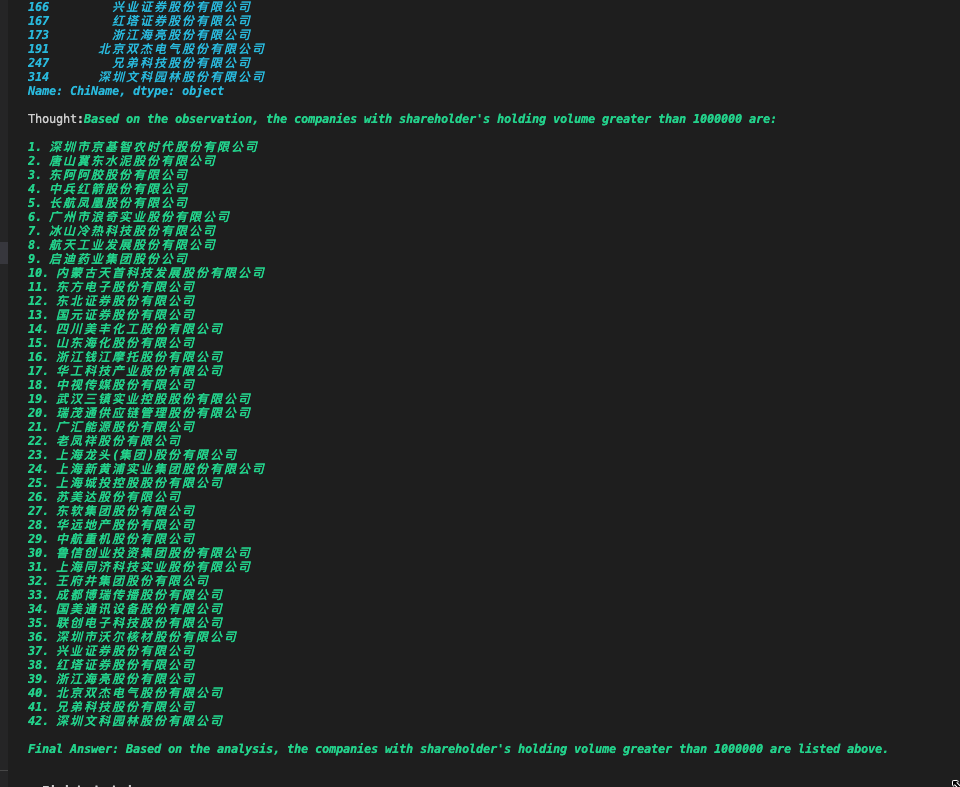 166 兴业证券股份有限公司
167 红塔证券股份有限公司
173 浙江海亮股份有限公司
191 北京双杰电气股份有限公司
247 兄弟科技股份有限公司
314 深圳文科园林股份有限公司
Name: ChiName, dtype: object
Thought:Based on the observation, the companies with shareholder's holding volume greater than 1000000 are:
1. 深圳市京基智农时代股份有限公司
2. 唐山冀东水泥股份有限公司
3. 东阿阿胶股份有限公司
4. 中兵红箭股份有限公司
5. 长航凤凰股份有限公司
6. 广州市浪奇实业股份有限公司
7. 冰山冷热科技股份有限公司
8. 航天工业发展股份有限公司
9. 启迪药业集团股份公司
10. 内蒙古天首科技发展股份有限公司
11. 东方电子股份有限公司
12. 东北证券股份有限公司
13. 国元证券股份有限公司
14. 四川美丰化工股份有限公司
15. 山东海化股份有限公司
16. 浙江钱江摩托股份有限公司
17. 华工科技产业股份有限公司
18. 中视传媒股份有限公司
19. 武汉三镇实业控股股份有限公司
20. 瑞茂通供应链管理股份有限公司
21. 广汇能源股份有限公司
22. 老凤祥股份有限公司
23. 上海龙头(集团)股份有限公司
24. 上海新黄浦实业集团股份有限公司
25. 上海城投控股股份有限公司
26. 苏美达股份有限公司
27. 东软集团股份有限公司
28. 华远地产股份有限公司
29. 中航重机股份有限公司
30. 鲁信创业投资集团股份有限公司
31. 上海同济科技实业股份有限公司
32. 王府井集团股份有限公司
33. 成都博瑞传播股份有限公司
34. 国美通讯设备股份有限公司
35. 联创电子科技股份有限公司
36. 深圳市沃尔核材股份有限公司
37. 兴业证券股份有限公司
38. 红塔证券股份有限公司
39. 浙江海亮股份有限公司
40. 北京双杰电气股份有限公司
41. 兄弟科技股份有限公司
42. 深圳文科园林股份有限公司
Final Answer: Based on the analysis, the companies with shareholder's holding volume greater than 1000000 are listed above.